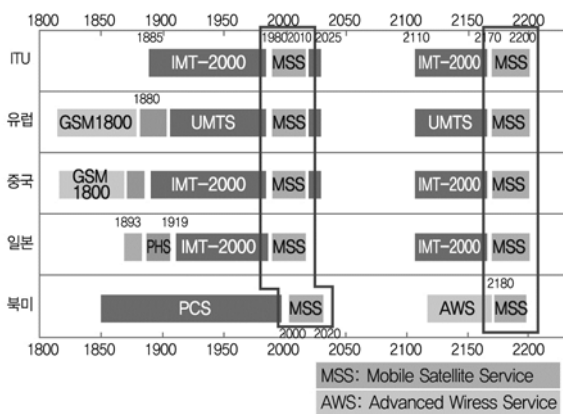 1800 1850 1900 1950 2000 2050 2100 2150 2200
1885 1980 2010 2025 2110 2170 2200
ITU IMT-2000 MSS IMT-2000 MSS
1880
유럽 GSM1800 UMTS MSS UMTS MSS
중국 GSM
1800 IMT-2000 MSS IMT-2000 MSS
1893 1919
일본 PHS IMT-2000 MSS IMT-2000 MSS
2180
북미 PCS MSS AWS MSS
2000 2020
1800 1850 1900 1950 2000 2050 2100 2150 2200
MSS: Mobile Satellite Service
AWS: Advanced Wiress Service